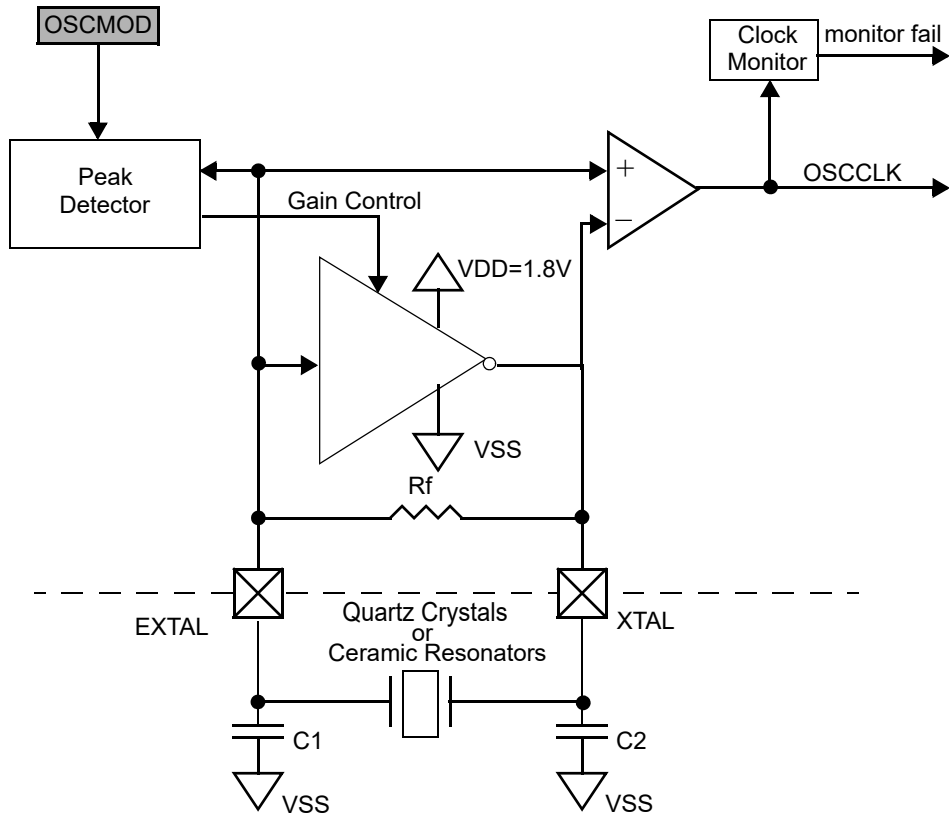 OSCMOD
Clock
Monitor
monitor fail
Peak
Detector
+
OSCCLK
Gain Control
−
VDD=1.8V
VSS
Rf
EXTAL
Quartz Crystals
or
Ceramic Resonators
XTAL
C1
C2
VSS
VSS